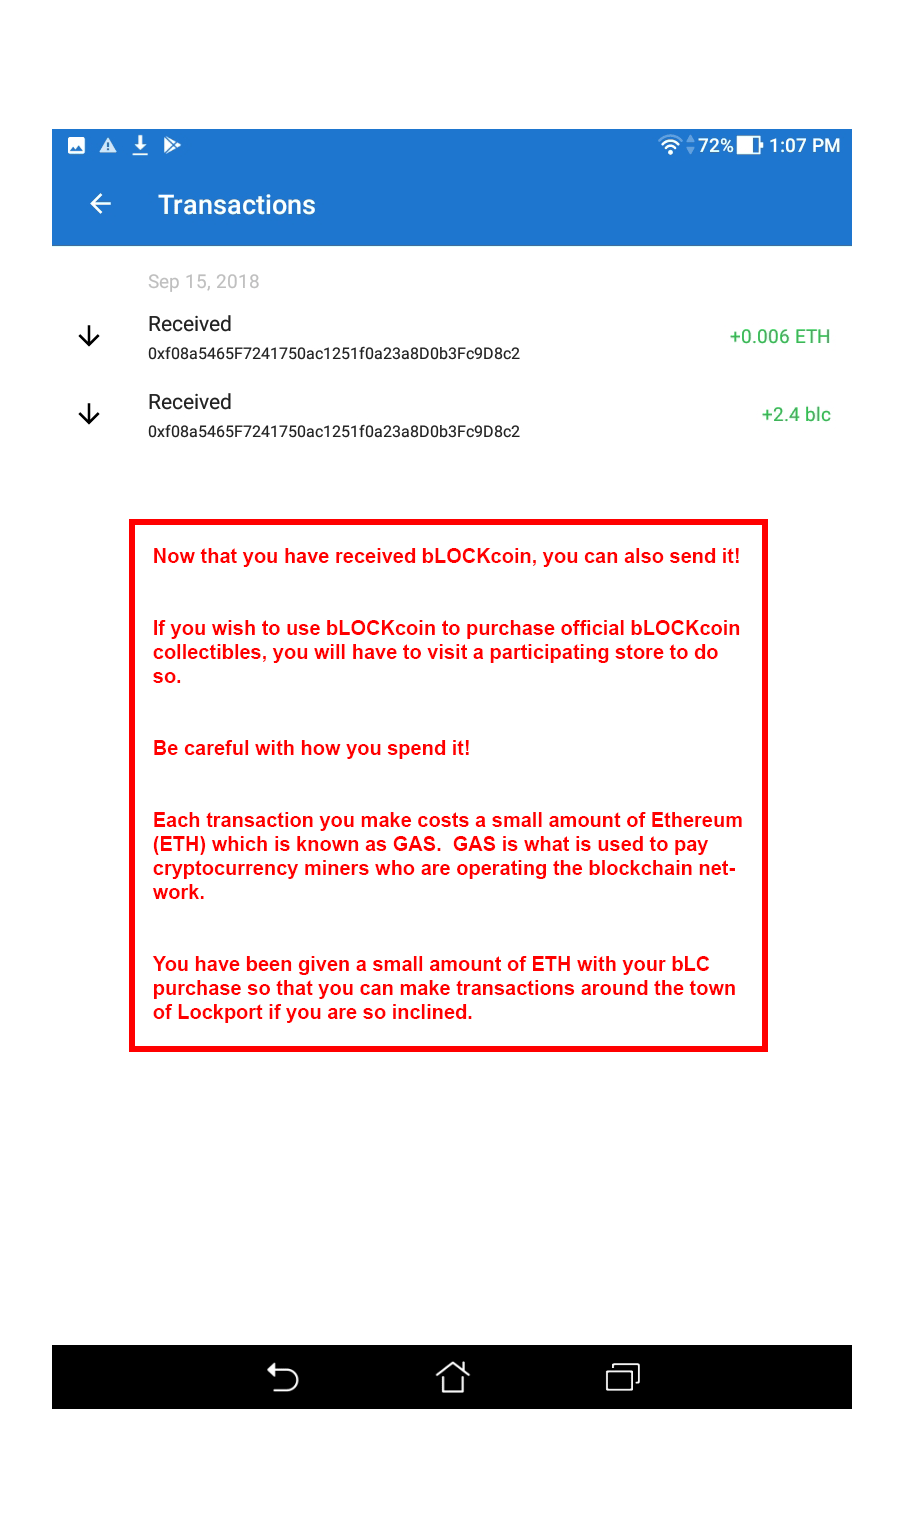 72% 1:07 PM
Transactions
Sep 15, 2018
Received
+0.006 ETH
0xf08a5465F7241750ac1251f0a23a8D0b3Fc9D8c2
Received
+2.4 blc
0xf08a5465F7241750ac1251f0a23a8D0b3Fc9D8c2
Now that you have received bLOCKcoin, you can also send it!
If you wish to use bLOCKcoin to purchase official bLOCKcoin
collectibles, you will have to visit a participating store to do
so.
Be careful with how you spend it!
Each transaction you make costs a small amount of Ethereum
(ETH) which is known as GAS.  GAS is what is used to pay
cryptocurrency miners who are operating the blockchain net-
work.
You have been given a small amount of ETH with your bLC
purchase so that you can make transactions around the town
of Lockport if you are so inclined.